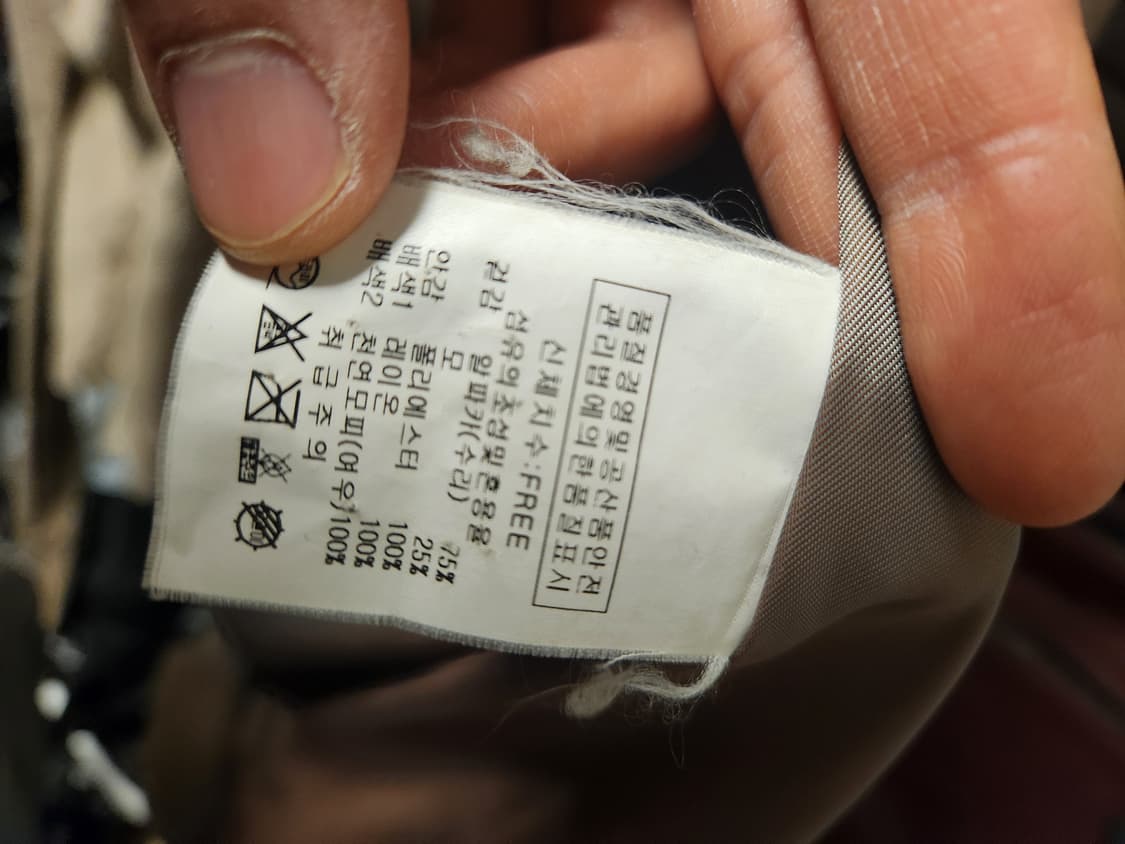 품질경영및공산품안전
관리법에의한품질표시
신체치수:FREE
섬유의조성및혼용율
겉감 알파카(수리) 75%
모 25%
안감 폴리에스터 100%
배색1 레이온 100%
배색2 천연모피(여우)100%
취급주의